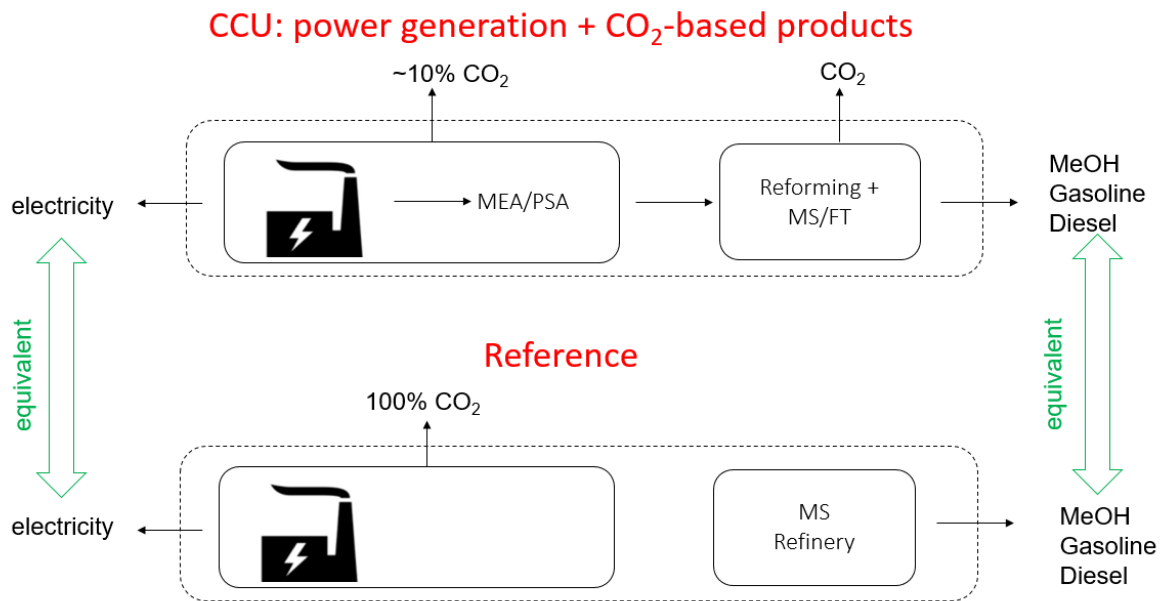 CCU: power generation + CO₂-based products
~10% CO₂
CO₂
electricity
MEA/PSA
Reforming +
MS/FT
MeOH
Gasoline
Diesel
equivalent
equivalent
Reference
100% CO₂
electricity
MS
Refinery
MeOH
Gasoline
Diesel